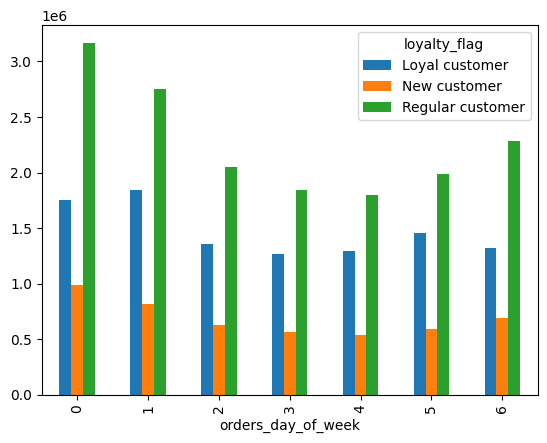 1e6
loyalty_flag
Loyal customer
New customer
Regular customer
3.0
2.5
2.0
1.5
1.0
0.5
0.0
0 1 2 3 4 5 6
orders_day_of_week